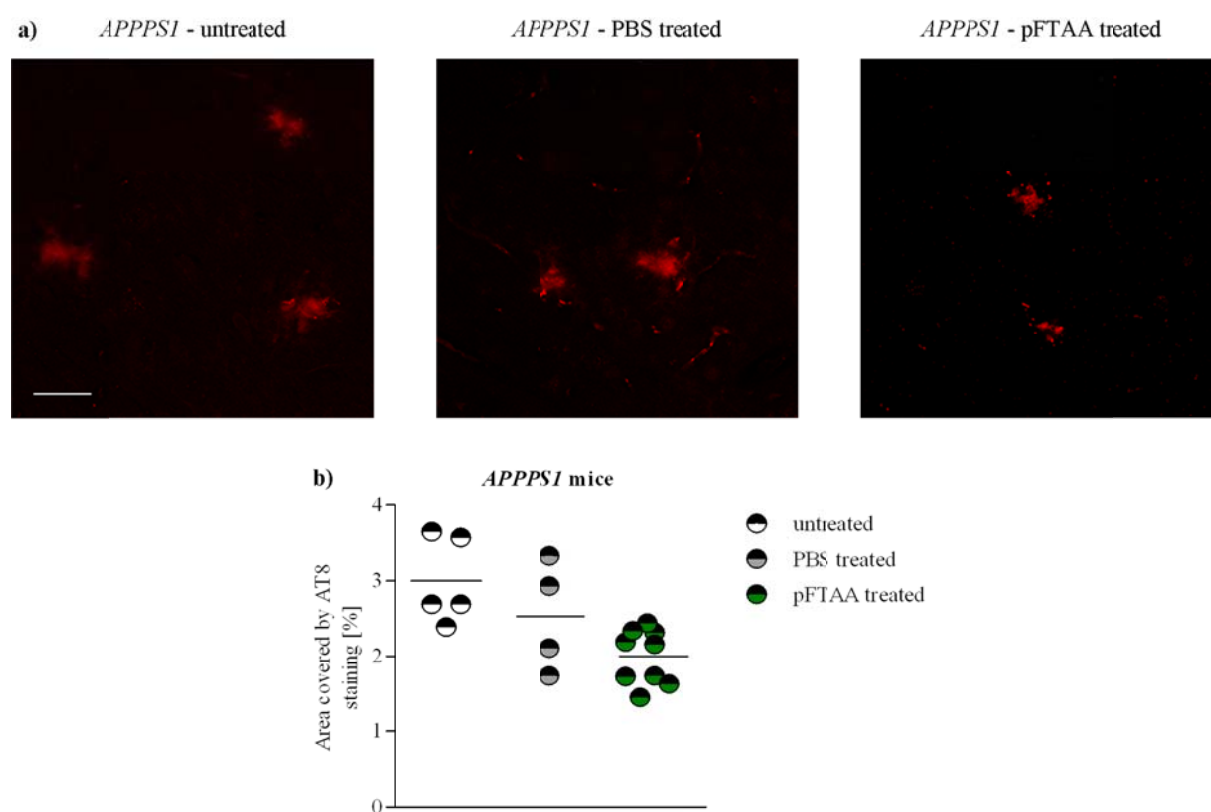 a)
APPPS1 - untreated
APPPS1 - PBS treated
APPPS1 - pFTAA treated
b)
APPPS1 mice
Area covered by AT8
staining [%]
4
3
2
1
0
untreated
PBS treated
pFTAA treated